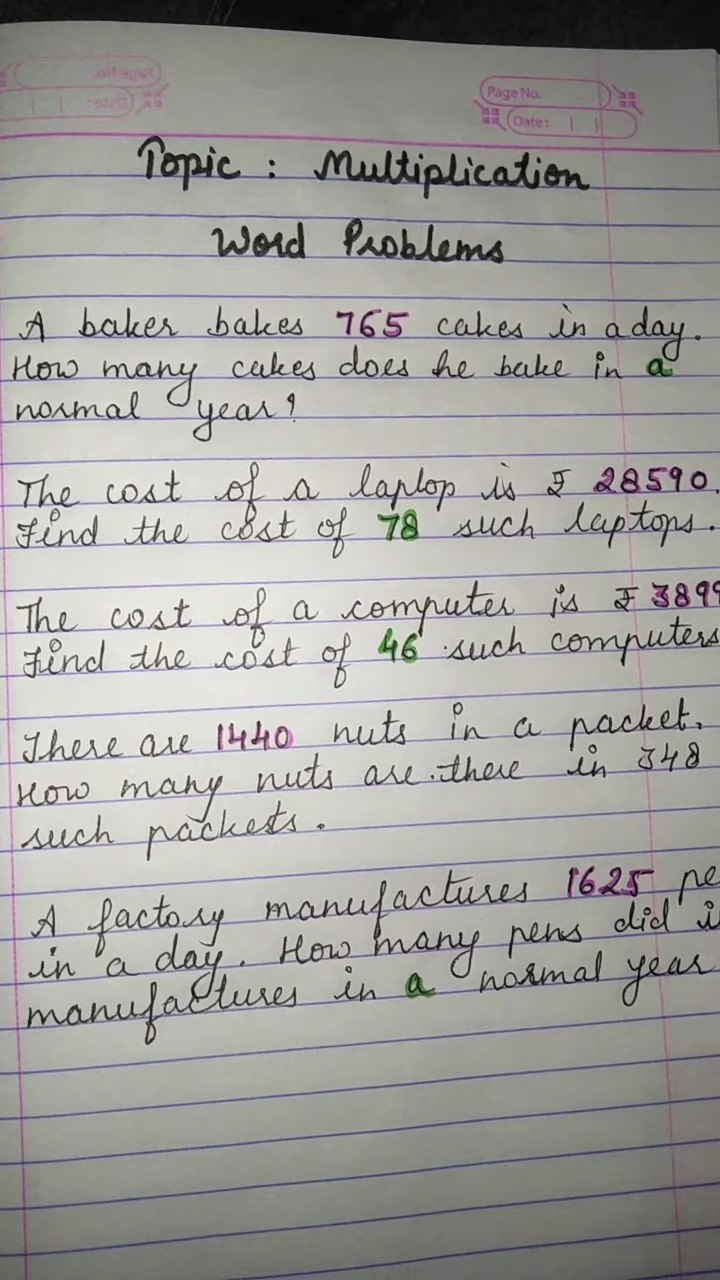 Page No.
Date:
Topic : Multiplication
Word Problems
A baker bakes 765 cakes in a day.
How many cakes does he bake in a
normal year?
The cost of a laptop is ₹ 28590.
Find the cost of 78 such laptops.
The cost of a computer is ₹ 3899
Find the cost of 46 such computers
There are 1440 nuts in a packet.
How many nuts are there in 348
such packets.
A factory manufactures 1625 pe
in a day. How many pens did i
manufactures in a normal year